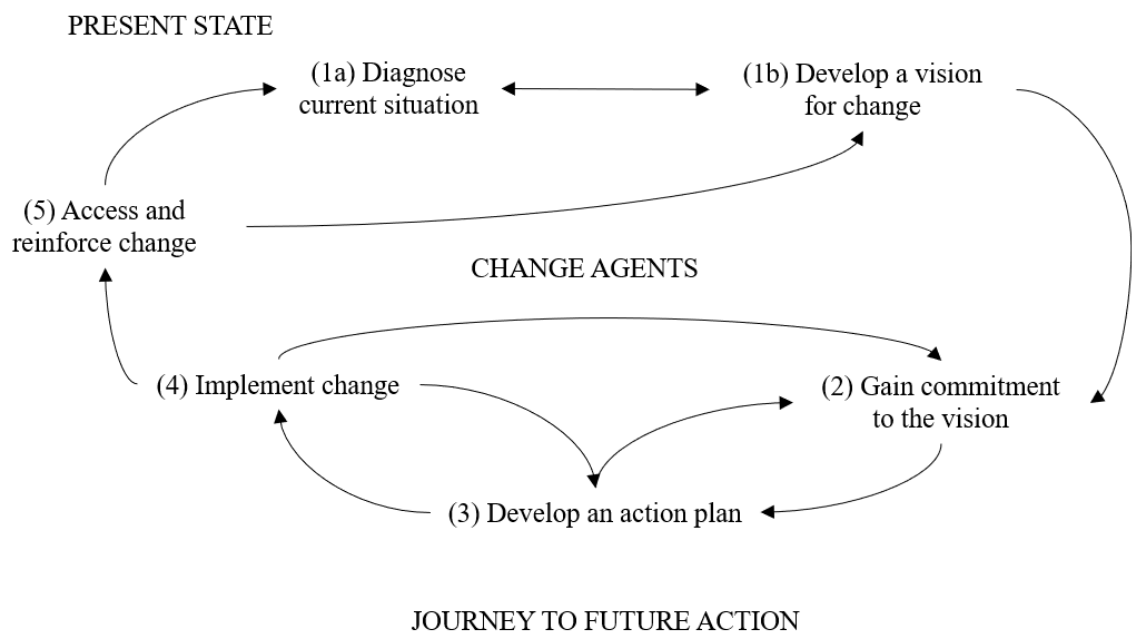 PRESENT STATE
(1a) Diagnose
current situation
(1b) Develop a vision
for change
(5) Access and
reinforce change
CHANGE AGENTS
(4) Implement change
(2) Gain commitment
to the vision
(3) Develop an action plan
JOURNEY TO FUTURE ACTION